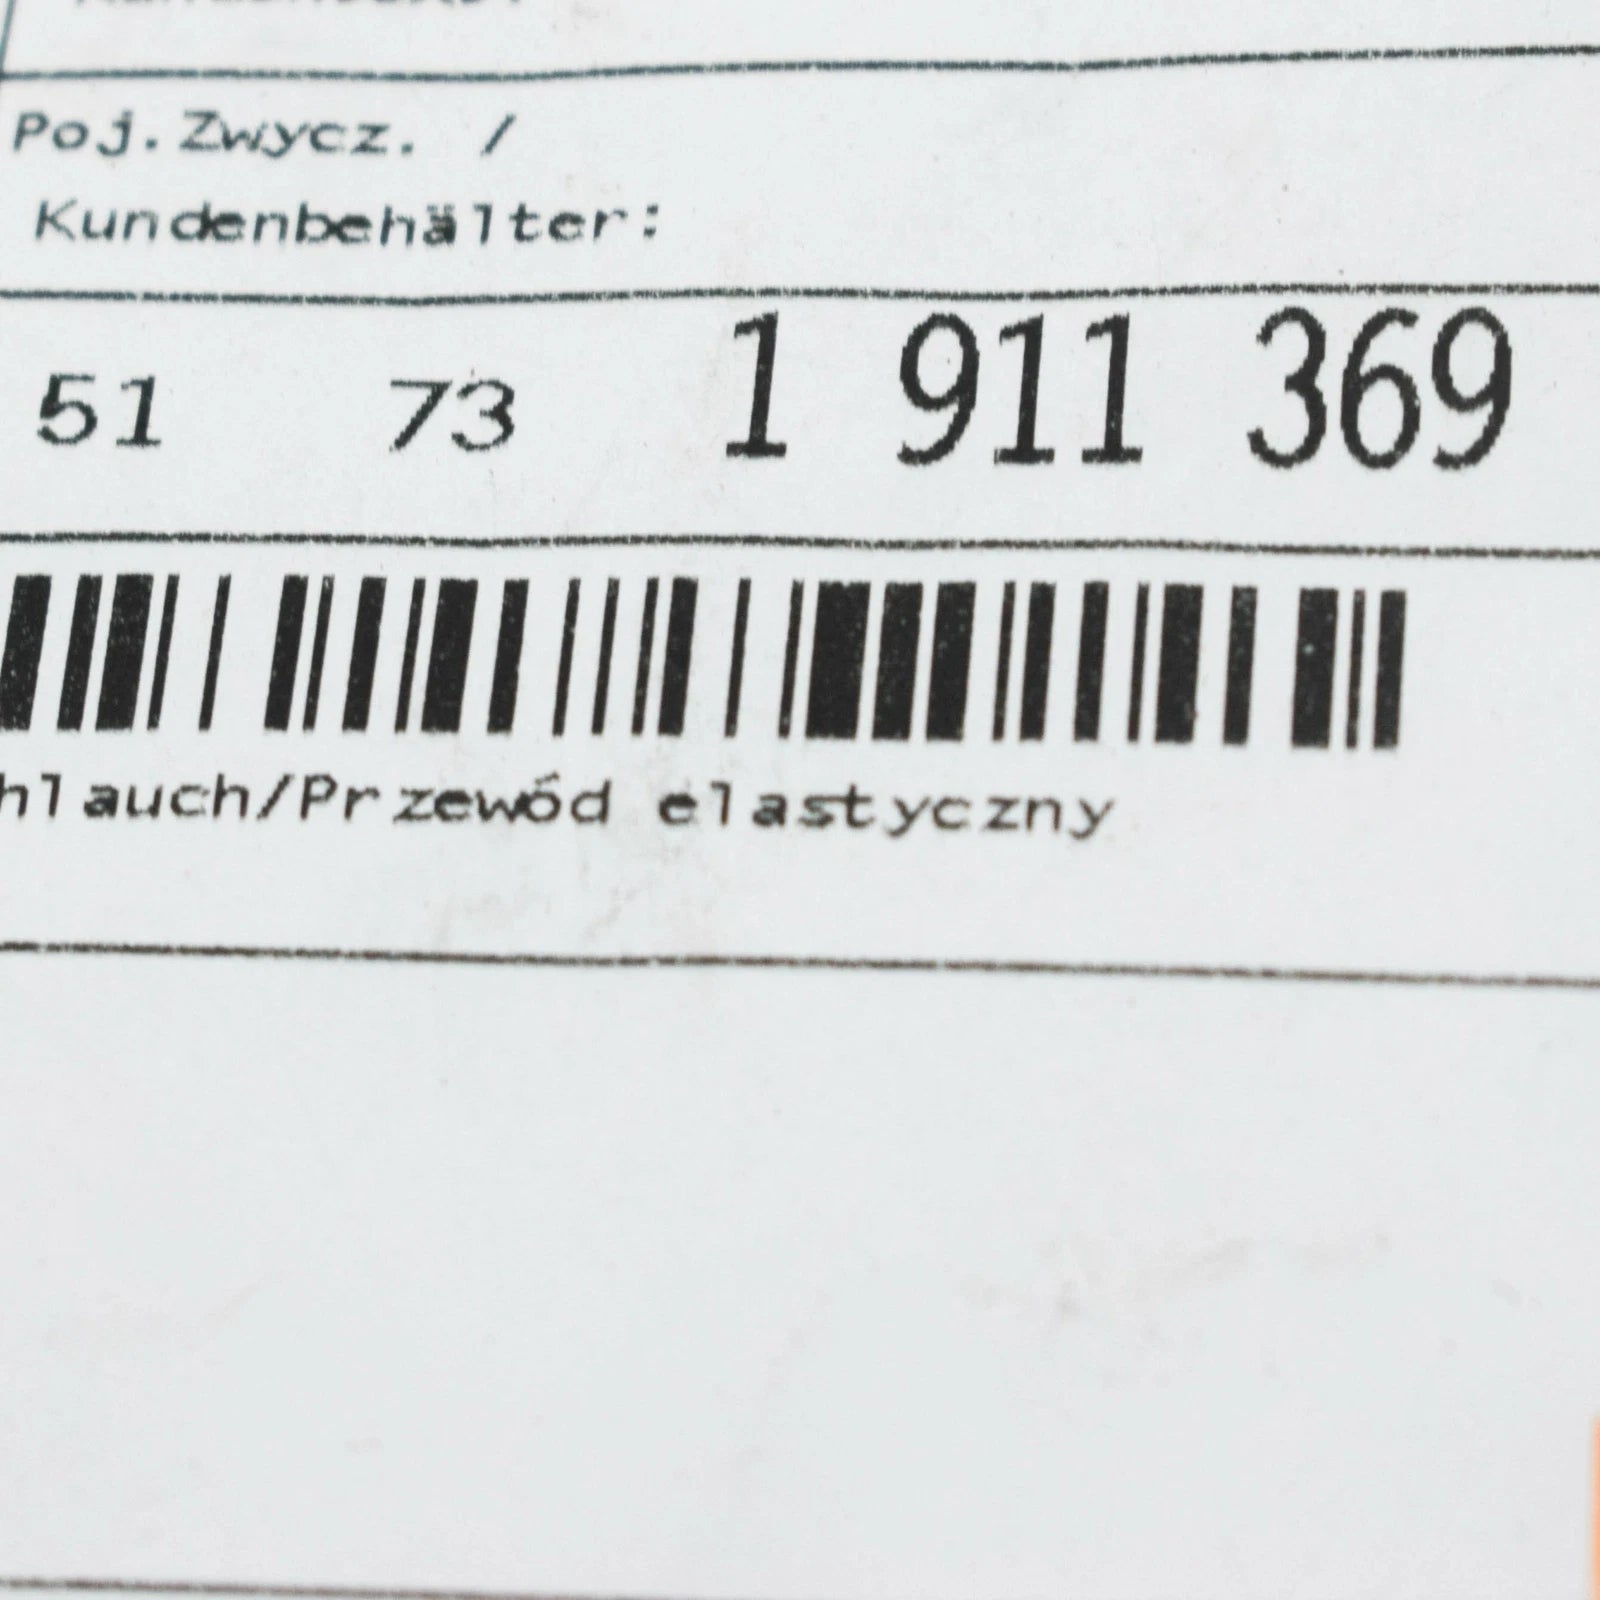 Poj.Zwycz. /
Kundenbehälter:
51 73 1 911 369
hlauch/Przewód elastyczny